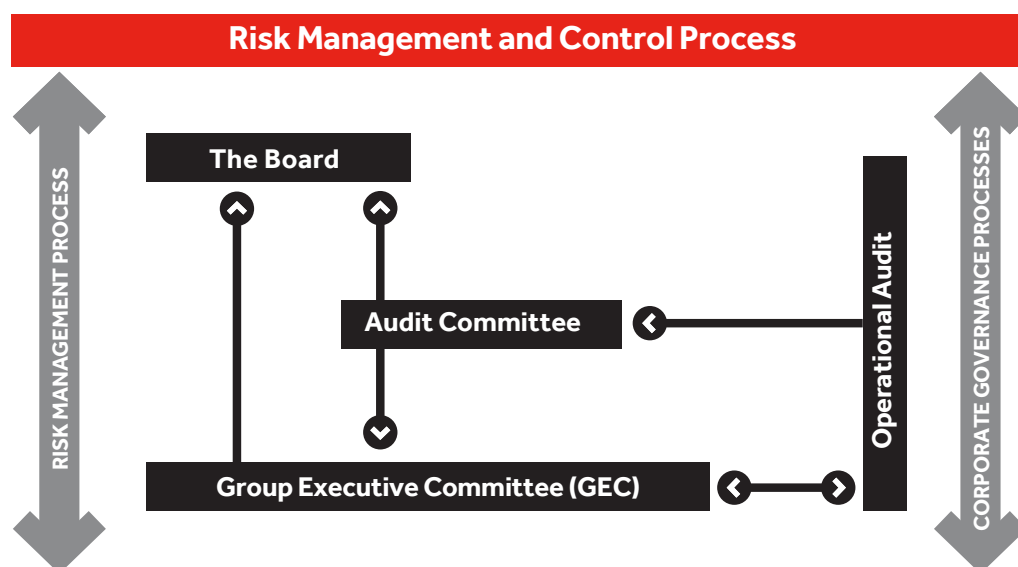 Risk Management and Control Process
RISK MANAGEMENT PROCESS
The Board
Audit Committee
Group Executive Committee (GEC)
Operational Audit
CORPORATE GOVERNANCE PROCESSES